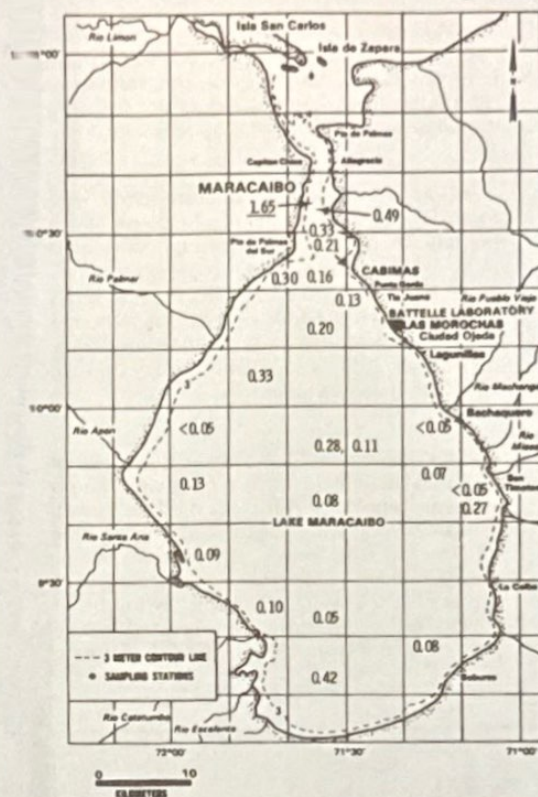 Isla San Carlos
Rio Limon
Isla de Zapara
Pto de Palmas
Capitan Chico
Altagracia
MARACAIBO
1.65
0.49
10°30'
0.33
Pto de Palmas
del Sur
0.21
CABIMAS
0.30
0.16
Punta Gorda
Rio Palmar
0.13
Tia Juana
Rio Pueblo Viejo
BATTELLE LABORATORY
0.20
LAS MOROCHAS
Ciudad Ojeda
Lagunillas
0.33
3
Rio Machango
10°00'
Bachaquero
<0.05
<0.05
Rio Apon
0.28
0.11
Rio
0.07
San
0.13
<0.05
0.08
0.27
LAKE MARACAIBO
Rio Santa Ana
0.09
9°30'
La Ceiba
0.10
0.05
3 METER CONTOUR LINE
0.08
SAMPLING STATIONS
0.42
Bobures
Rio Catatumbo
3
Rio Escalante
72°00'
71°30'
71°00'
0
10
KILOMETERS